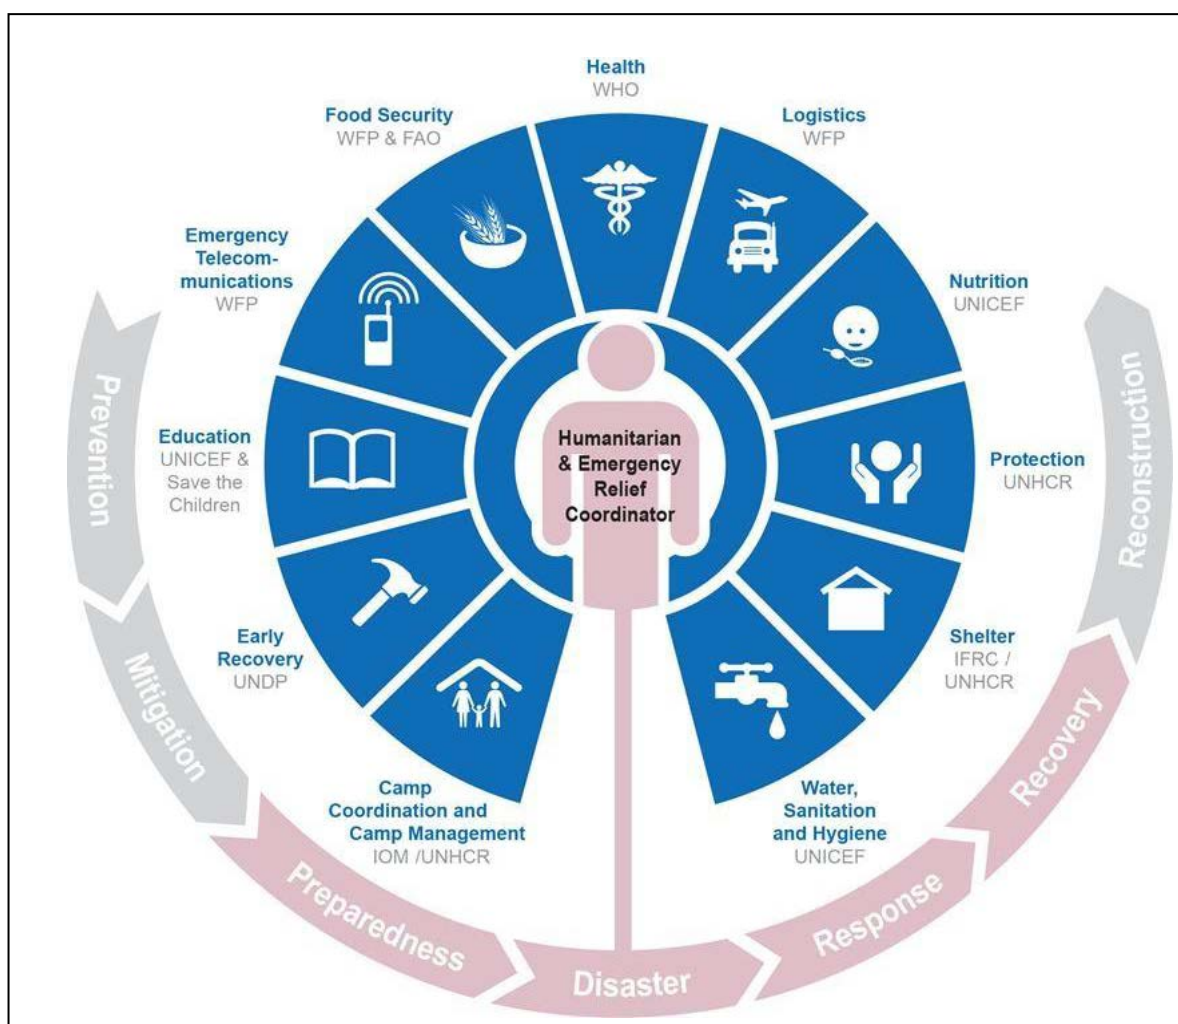 Health
WHO
Food Security
WFP & FAO
Logistics
WFP
Emergency
Telecom-
munications
WFP
Nutrition
UNICEF
Education
UNICEF &
Save the
Children
Humanitarian
& Emergency
Relief
Coordinator
Protection
UNHCR
Early
Recovery
UNDP
Shelter
IFRC /
UNHCR
Camp
Coordination and
Camp Management
IOM /UNHCR
Water,
Sanitation
and Hygiene
UNICEF
Prevention
Mitigation
Preparedness
Disaster
Response
Recovery
Reconstruction